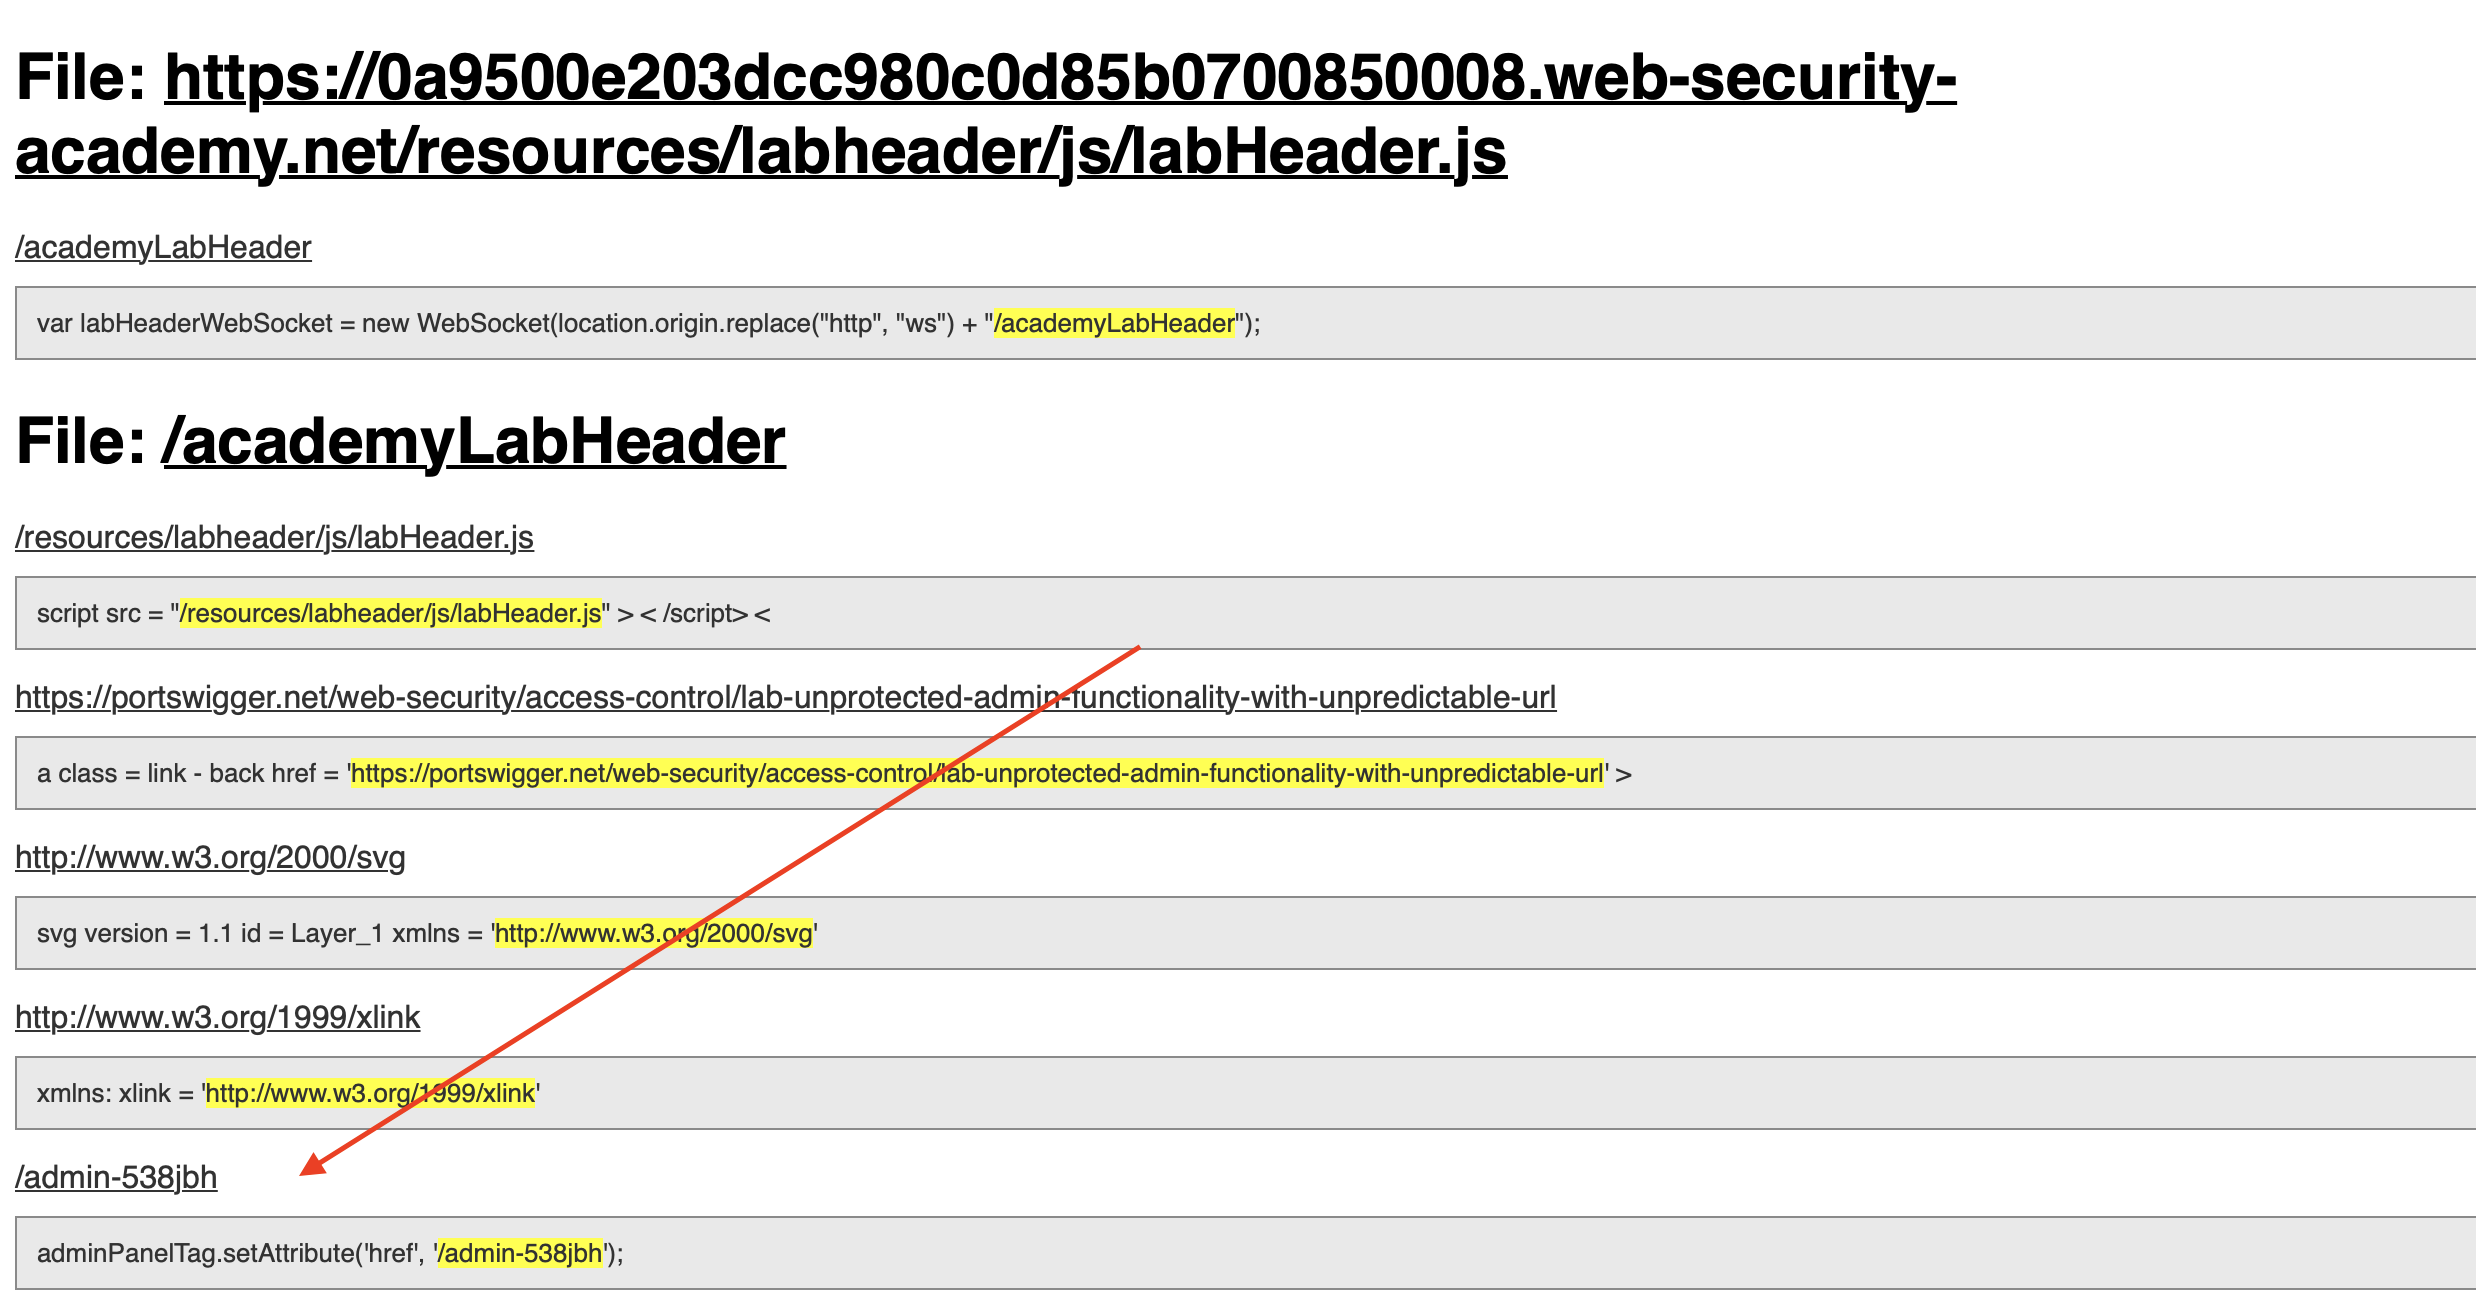 File: https://0a9500e203dcc980c0d85b0700850008.web-security-
academy.net/resources/labheader/js/labHeader.js
/academyLabHeader
var labHeaderWebSocket = new WebSocket(location.origin.replace("http", "ws") + "/academyLabHeader");
File: /academyLabHeader
/resources/labheader/js/labHeader.js
script src = "/resources/labheader/js/labHeader.js" > < /script> <
https://portswigger.net/web-security/access-control/lab-unprotected-admin-functionality-with-unpredictable-url
a class = link - back href = 'https://portswigger.net/web-security/access-control/lab-unprotected-admin-functionality-with-unpredictable-url' >
http://www.w3.org/2000/svg
svg version = 1.1 id = Layer_1 xmlns = 'http://www.w3.org/2000/svg'
http://www.w3.org/1999/xlink
xmlns: xlink = 'http://www.w3.org/1999/xlink'
/admin-538jbh
adminPanelTag.setAttribute('href', '/admin-538jbh');